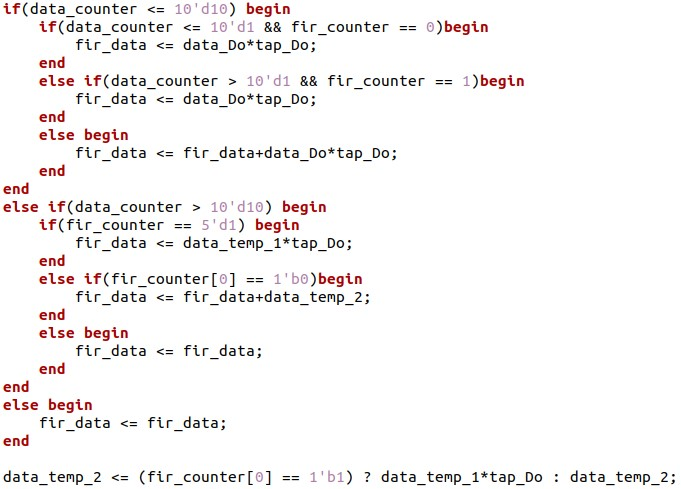 if(data_counter <= 10'd10) begin
    if(data_counter <= 10'd1 && fir_counter == 0)begin
        fir_data <= data_Do*tap_Do;
    end
    else if(data_counter > 10'd1 && fir_counter == 1)begin
        fir_data <= data_Do*tap_Do;
    end
    else begin
        fir_data <= fir_data+data_Do*tap_Do;
    end
end
else if(data_counter > 10'd10) begin
    if(fir_counter == 5'd1) begin
        fir_data <= data_temp_1*tap_Do;
    end
    else if(fir_counter[0] == 1'b0)begin
        fir_data <= fir_data+data_temp_2;
    end
    else begin
        fir_data <= fir_data;
    end
end
else begin
    fir_data <= fir_data;
end

data_temp_2 <= (fir_counter[0] == 1'b1) ? data_temp_1*tap_Do : data_temp_2;